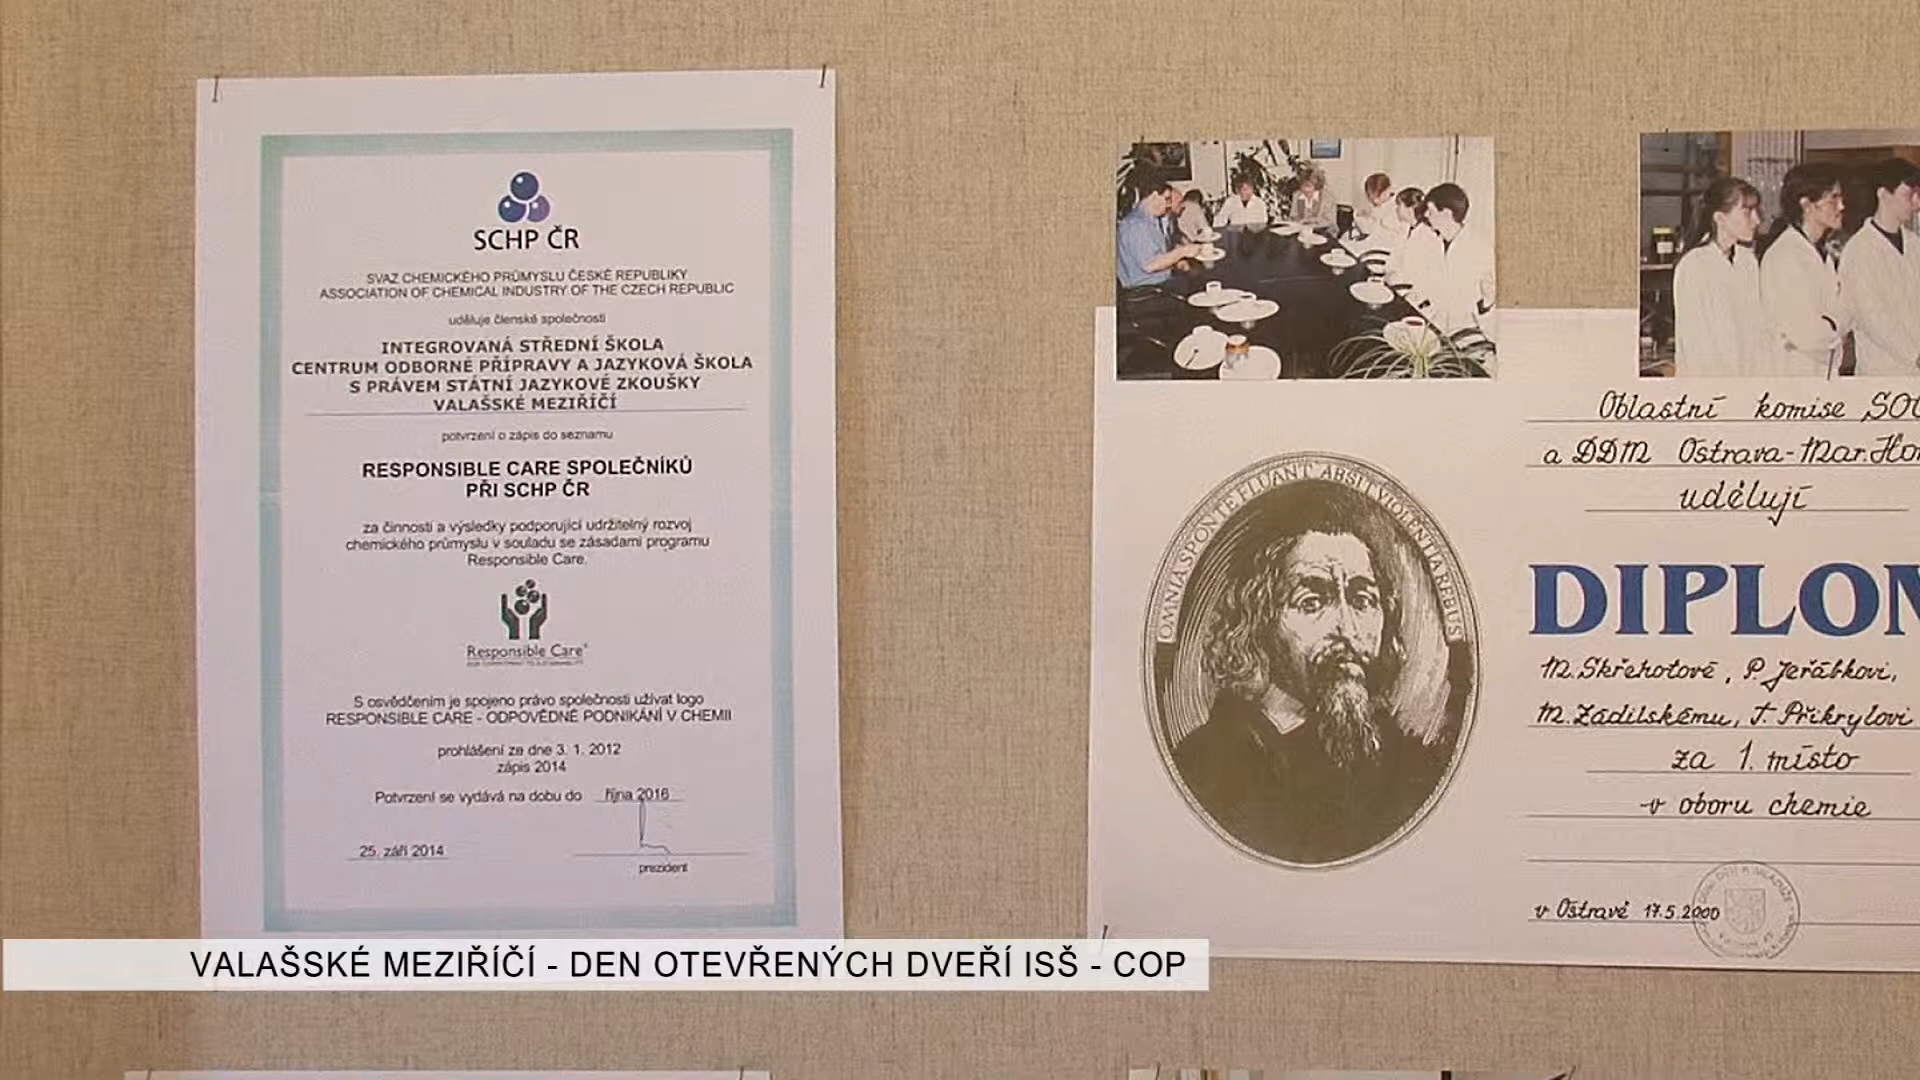 SCHP ČR
SVAZ CHEMICKÉHO PRŮMYSLU ČESKÉ REPUBLIKY
ASSOCIATION OF CHEMICAL INDUSTRY OF THE CZECH REPUBLIC
uděluje členské společnosti
INTEGROVANÁ STŘEDNÍ ŠKOLA
CENTRUM ODBORNÉ PŘÍPRAVY A JAZYKOVÁ ŠKOLA
S PRÁVEM STÁTNÍ JAZYKOVÉ ZKOUŠKY
VALAŠSKÉ MEZIŘÍČÍ
potvrzení o zápis do seznamu
RESPONSIBLE CARE SPOLEČNÍKŮ
PŘI SCHP ČR
za činnosti a výsledky podporující udržitelný rozvoj
chemického průmyslu v souladu se zásadami programu
Responsible Care.
Responsible Care®
S osvědčením je spojeno právo společnosti užívat logo
RESPONSIBLE CARE - ODPOVĚDNÉ PODNIKÁNÍ V CHEMII
prohlášení ze dne 3. 1. 2012
zápis 2014
Potvrzení se vydává na dobu do října 2016
25. září 2014
prezident
OMNIA SPONTE FLUANT ABSIT VIOLENTIA REBUS
Oblastní komise SOČ
a DDM Ostrava-Mar.Hor
udělují
DIPLOM
M.Skřehotové, P. Jeřábkovi,
M.Zádilskému, T. Přikrylovi
za 1. místo
v oboru chemie
v Ostravě 17.5.2000
VALAŠSKÉ MEZIŘÍČÍ - DEN OTEVŘENÝCH DVEŘÍ ISŠ - COP